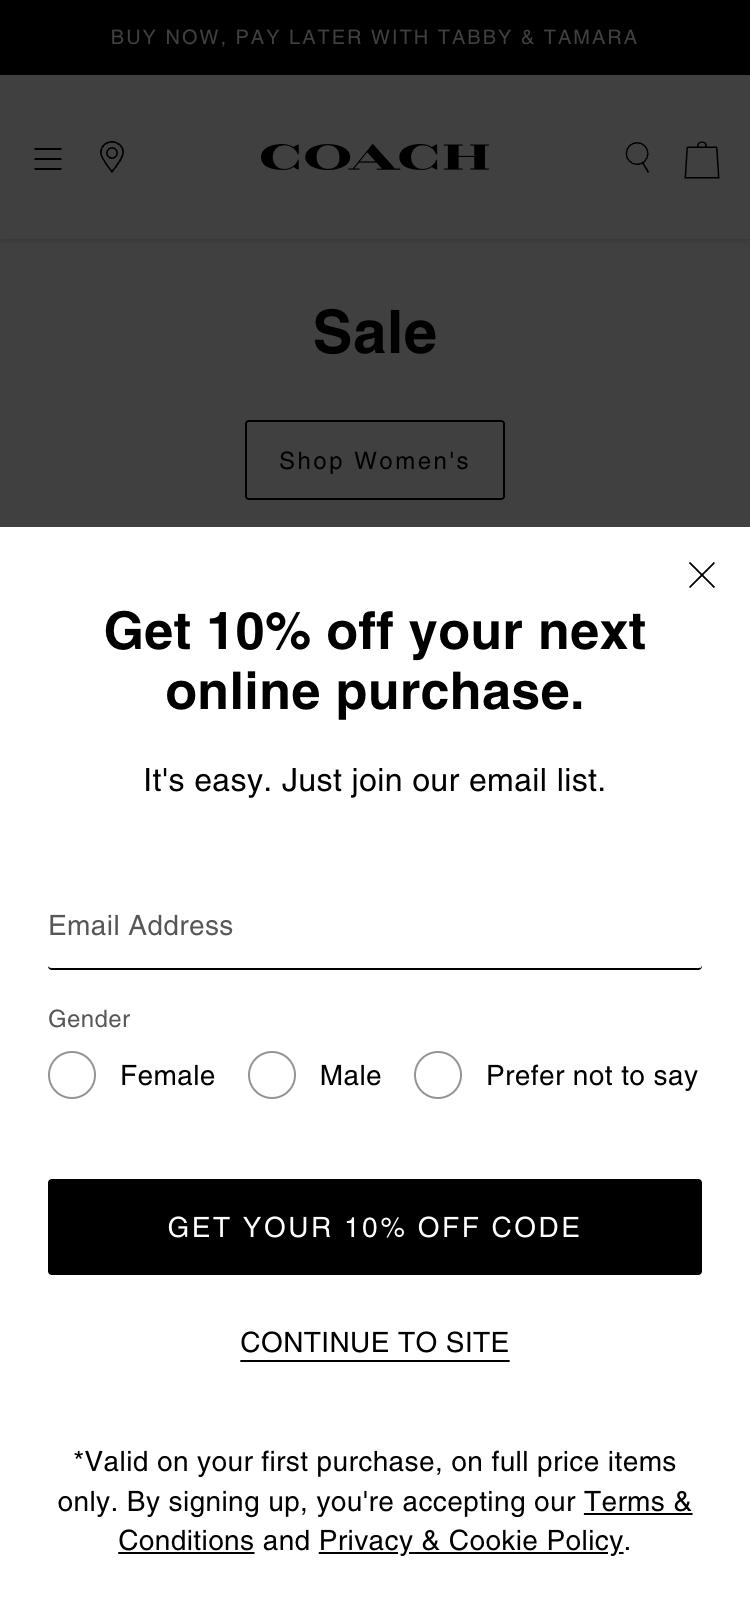 BUY NOW, PAY LATER WITH TABBY & TAMARA
COACH
Sale
Shop Women's
Get 10% off your next
online purchase.
It's easy. Just join our email list.
Email Address
Gender
Female Male Prefer not to say
GET YOUR 10% OFF CODE
CONTINUE TO SITE
*Valid on your first purchase, on full price items
only. By signing up, you're accepting our Terms &
Conditions and Privacy & Cookie Policy.